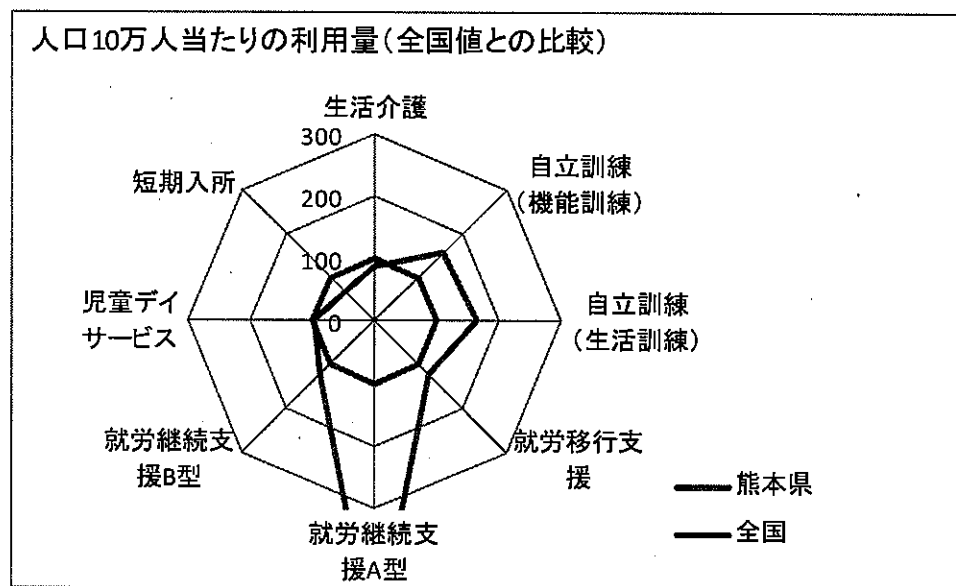 人口10万人当たりの利用量(全国値との比較)
生活介護
300
200
100
0
自立訓練
(機能訓練)
自立訓練
(生活訓練)
就労移行支
援
就労継続支
援A型
就労継続支
援B型
児童デイ
サービス
短期入所
熊本県
全国